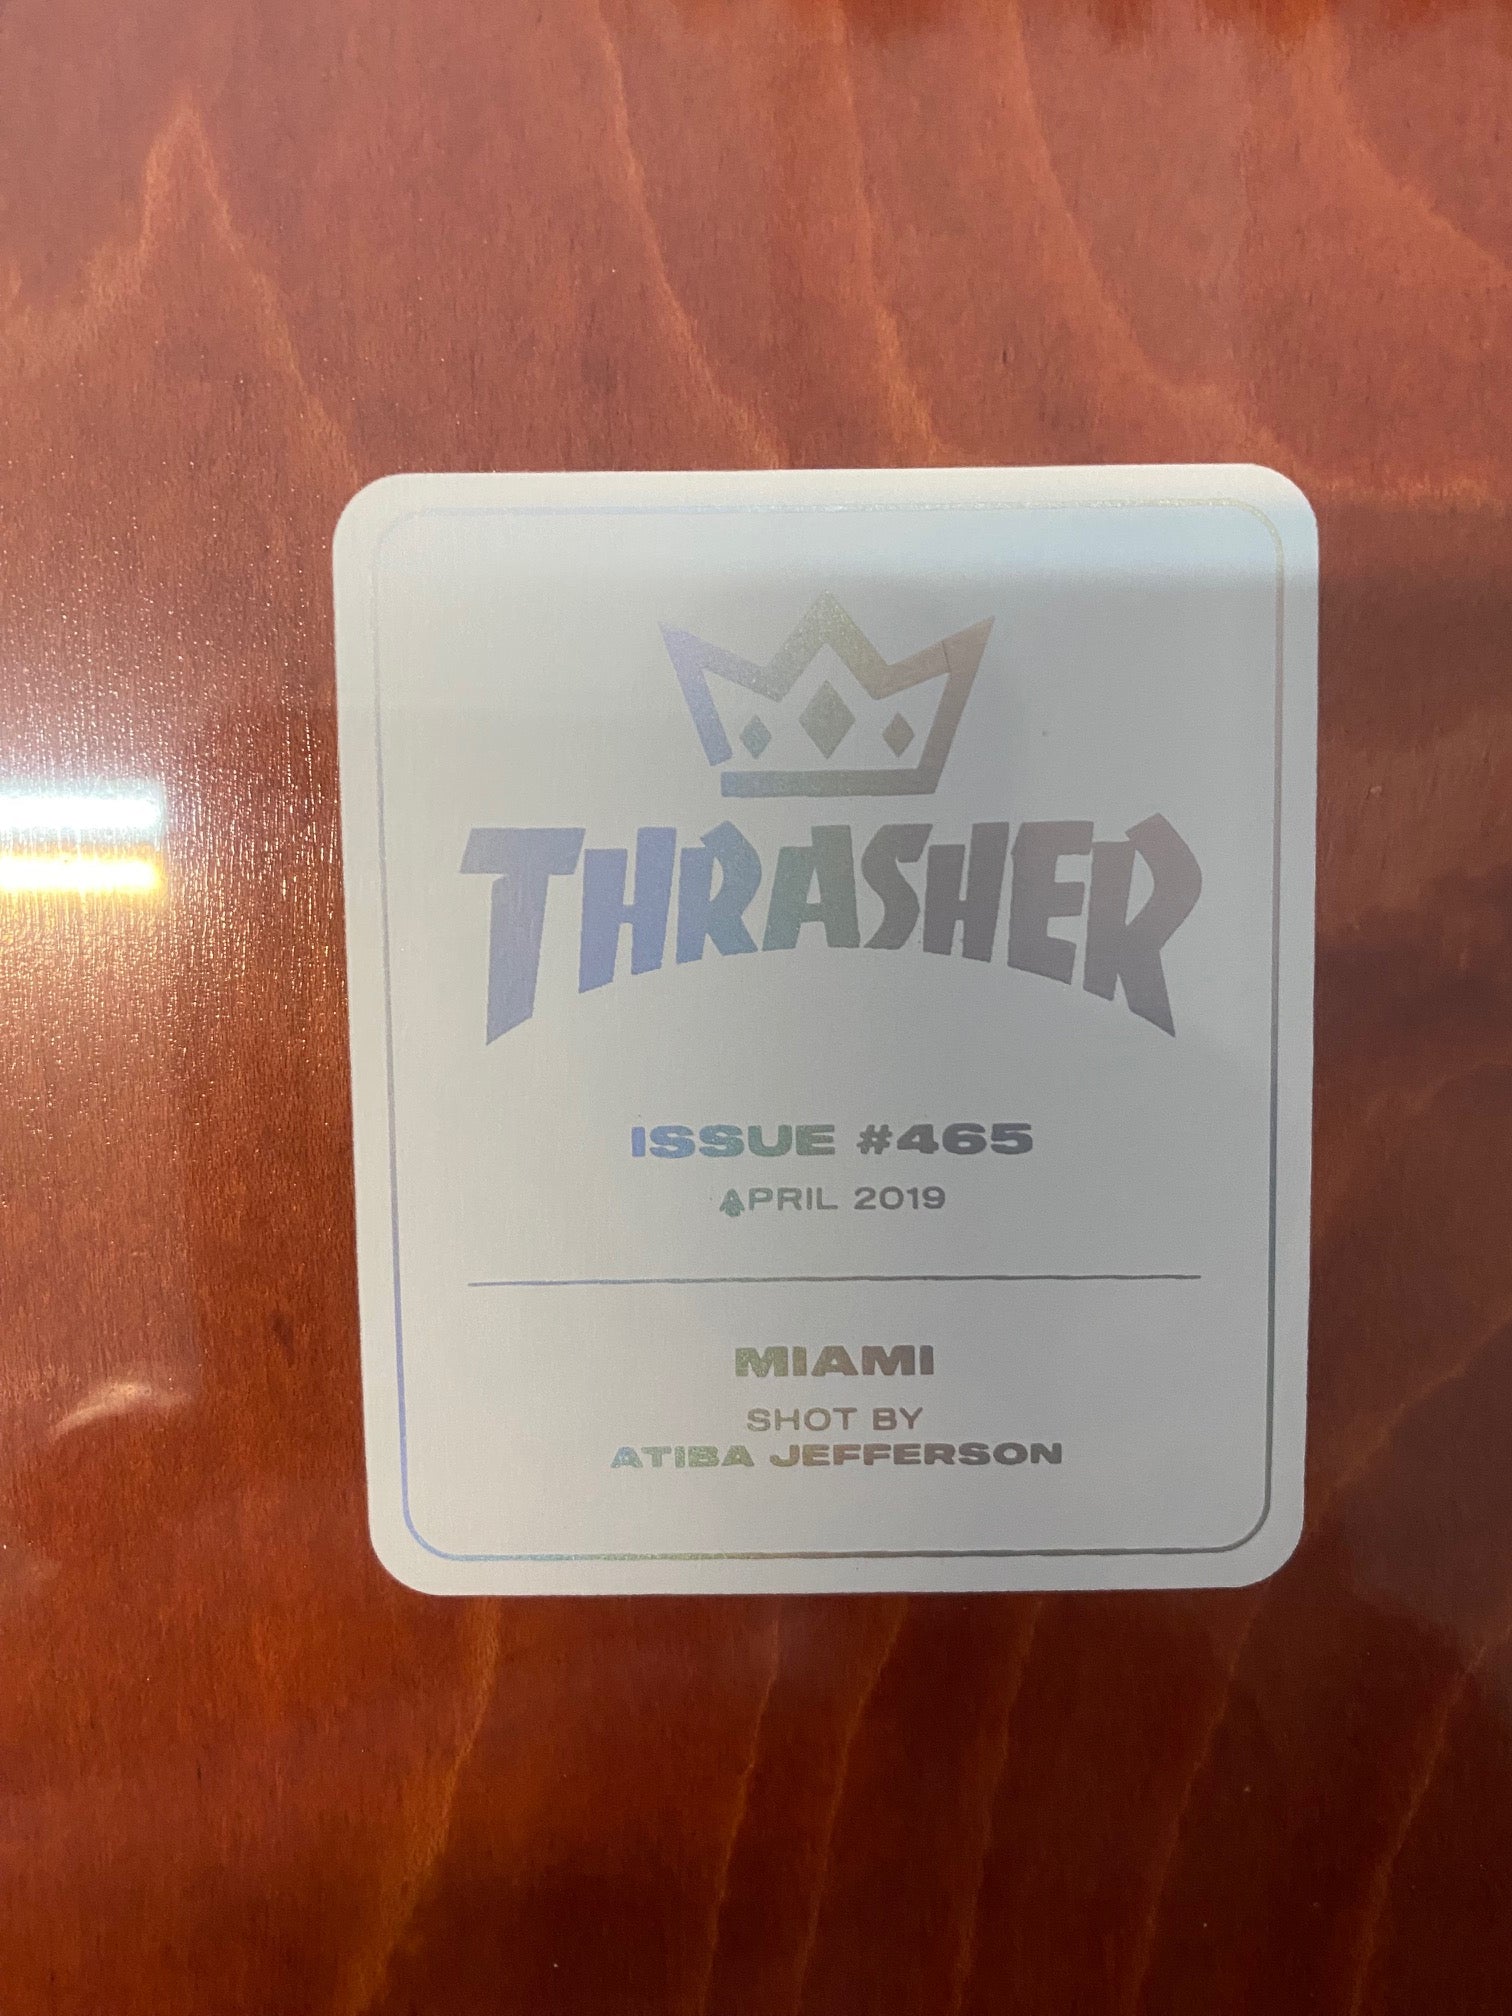 THRASHER
ISSUE #465
APRIL 2019
MIAMI
SHOT BY
ATIBA JEFFERSON